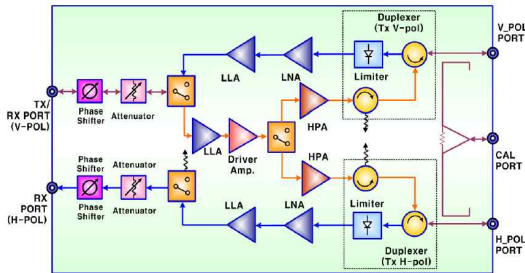 Duplexer
(Tx V-pol)
V_POL
PORT
LLA
LNA
Limiter
TX/
RX PORT
(V-POL)
Phase
Shifter
Attenuator
HPA
LLA
Driver
Amp.
CAL
PORT
Phase
Shifter
Attenuator
HPA
RX
PORT
(H-POL)
Phase
Shifter
Attenuator
LLA
LNA
Limiter
Duplexer
(Tx H-pol)
H_POL
PORT